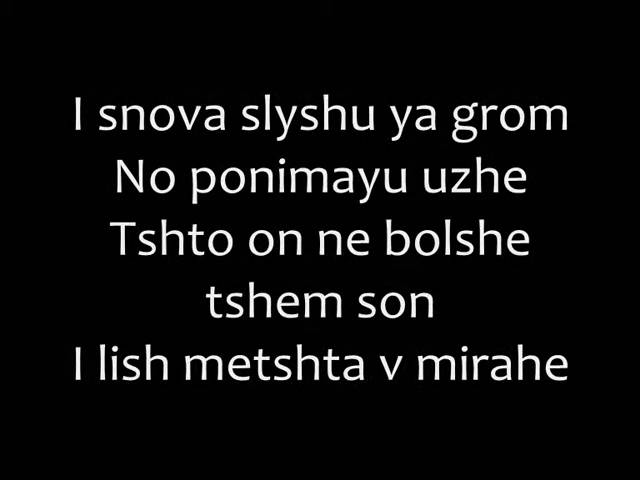 I snova slyshu ya grom
No ponimayu uzhe
Tshto on ne bolshe
tshem son
I lish metshta v mirahe